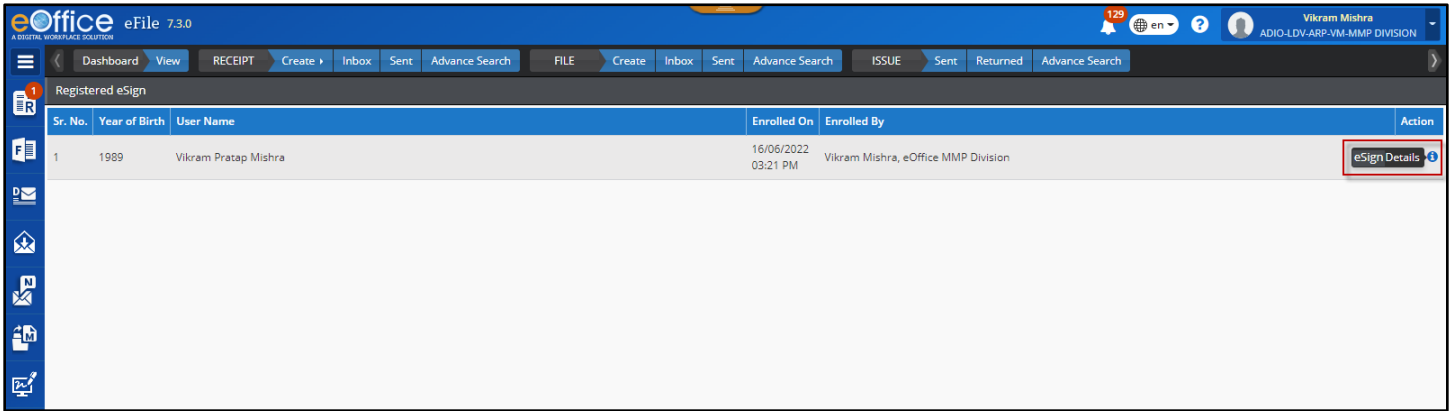 eOffice eFile 7.3.0
A DIGITAL WORKPLACE SOLUTION
129 en ? Vikram Mishra
ADIO-LDV-ARP-VM-MMP DIVISION
Dashboard View RECEIPT Create Inbox Sent Advance Search FILE Create Inbox Sent Advance Search ISSUE Sent Returned Advance Search
1 R
Registered eSign
Sr. No. Year of Birth User Name Enrolled On Enrolled By Action
F
1 1989 Vikram Pratap Mishra 16/06/2022 Vikram Mishra, eOffice MMP Division eSign Details i
03:21 PM
D
N
M